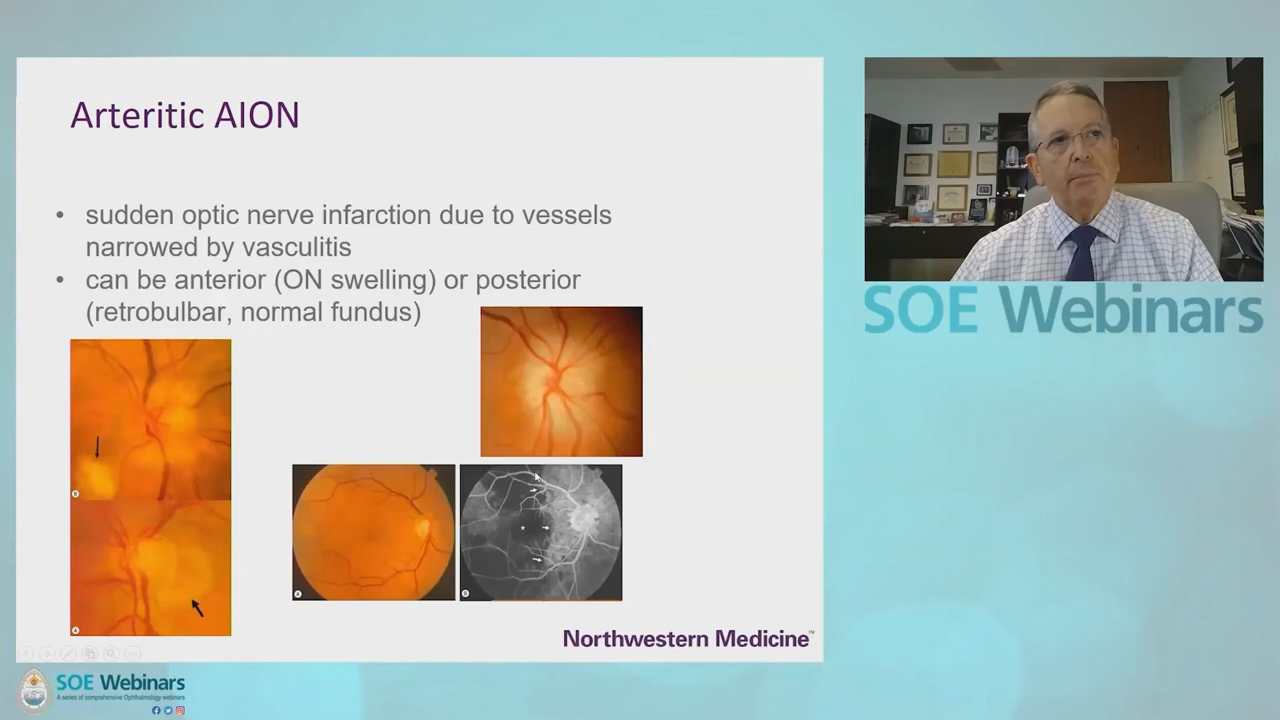 Arteritic AION
• sudden optic nerve infarction due to vessels
narrowed by vasculitis
• can be anterior (ON swelling) or posterior
(retrobulbar, normal fundus)
B
A
A
B
Northwestern Medicine™
SOE Webinars
SOE Webinars
A series of comprehensive Ophthalmology webinars